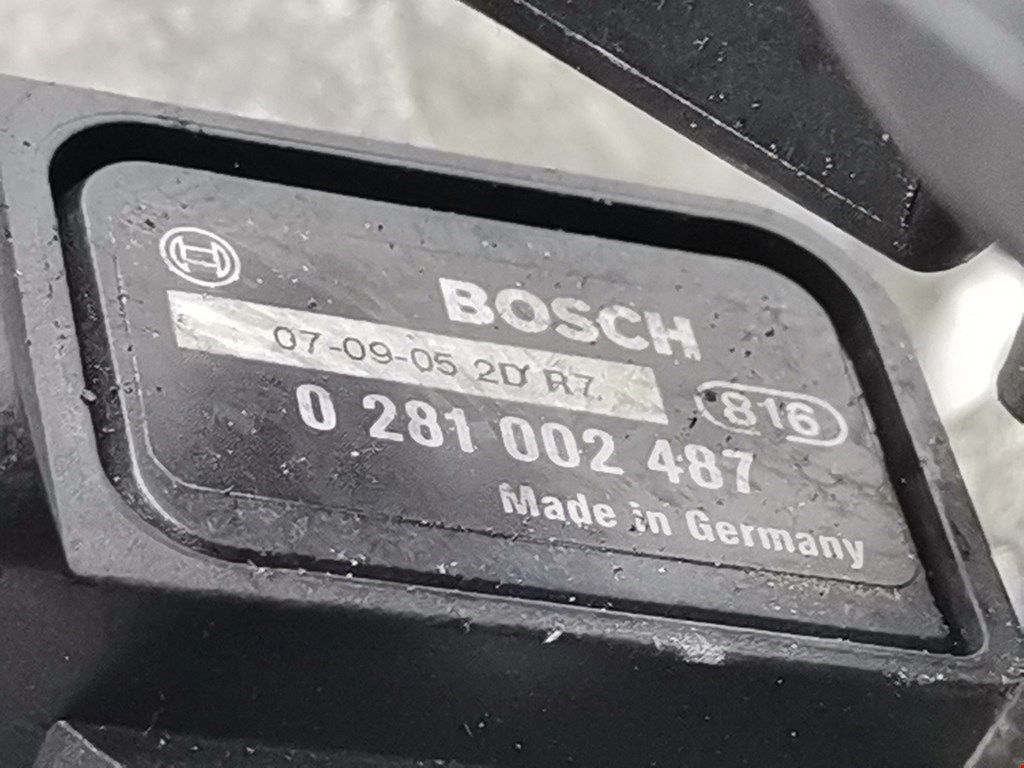 BOSCH
07-09-05 2D R7
816
0 281 002 487
Made in Germany